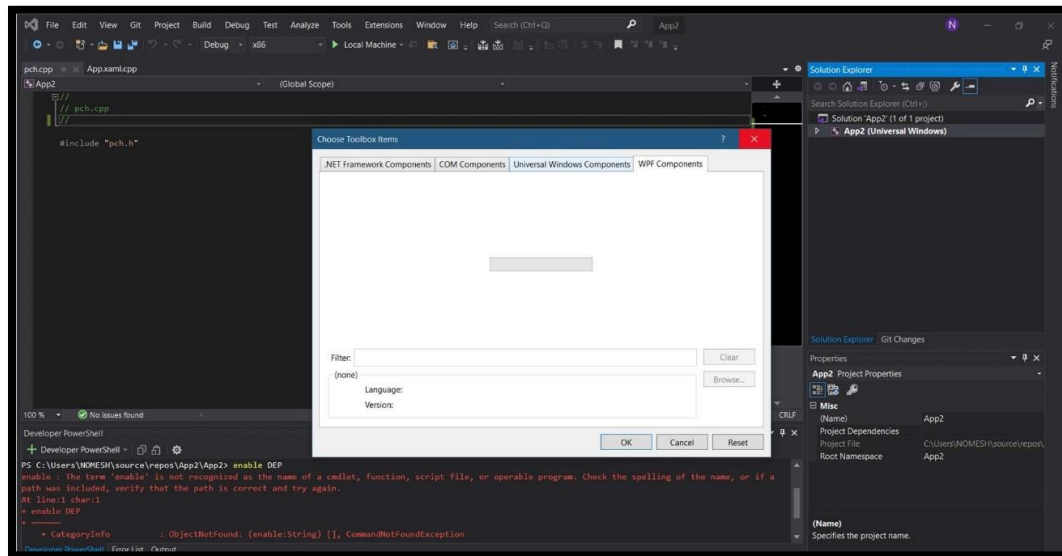 File Edit View Git Project Build Debug Test Analyze Tools Extensions Window Help Search (Ctrl+Q) App2 N
Debug x86 Local Machine
pch.cpp App.xaml.cpp
App2 (Global Scope)
//
// pch.cpp
//
#include "pch.h"
Choose Toolbox Items ?
.NET Framework Components COM Components Universal Windows Components WPF Components
Filter: Clear
(none) Browse...
Language:
Version:
OK Cancel Reset
100 % No issues found CRLF
Developer PowerShell
+ Developer PowerShell
PS C:\Users\NOMESH\source\repos\App2\App2> enable DEP
enable : The term 'enable' is not recognized as the name of a cmdlet, function, script file, or operable program. Check the spelling of the name, or if a
path was included, verify that the path is correct and try again.
At line:1 char:1
+ enable DEP
+ ~~~~~~
+ CategoryInfo : ObjectNotFound: (enable:String) [], CommandNotFoundException
Developer PowerShell Error List Output
Solution Explorer
Search Solution Explorer (Ctrl+;)
Solution 'App2' (1 of 1 project)
App2 (Universal Windows)
Solution Explorer Git Changes
Properties
App2 Project Properties
Misc
(Name) App2
Project Dependencies
Project File C:\Users\NOMESH\source\repos\
Root Namespace App2
(Name)
Specifies the project name.
Notifications